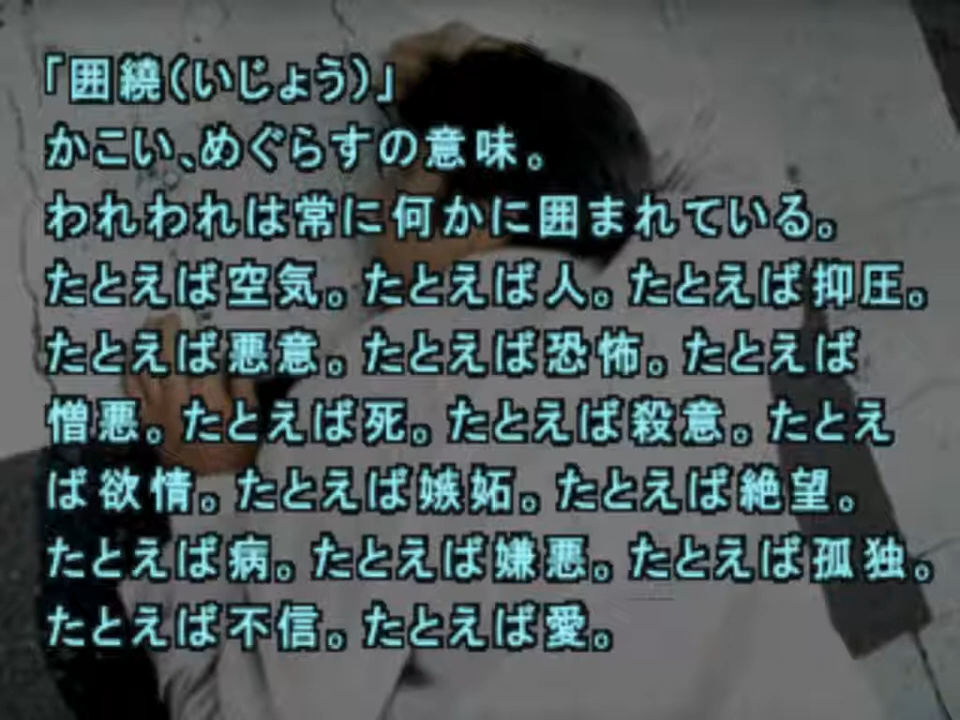 「囲繞（いじょう）」
かこい、めぐらすの意味。
われわれは常に何かに囲まれている。
たとえば空気。たとえば人。たとえば抑圧。
たとえば悪意。たとえば恐怖。たとえば
憎悪。たとえば死。たとえば殺意。たとえ
ば欲情。たとえば嫉妬。たとえば絶望。
たとえば病。たとえば嫌悪。たとえば孤独。
たとえば不信。たとえば愛。